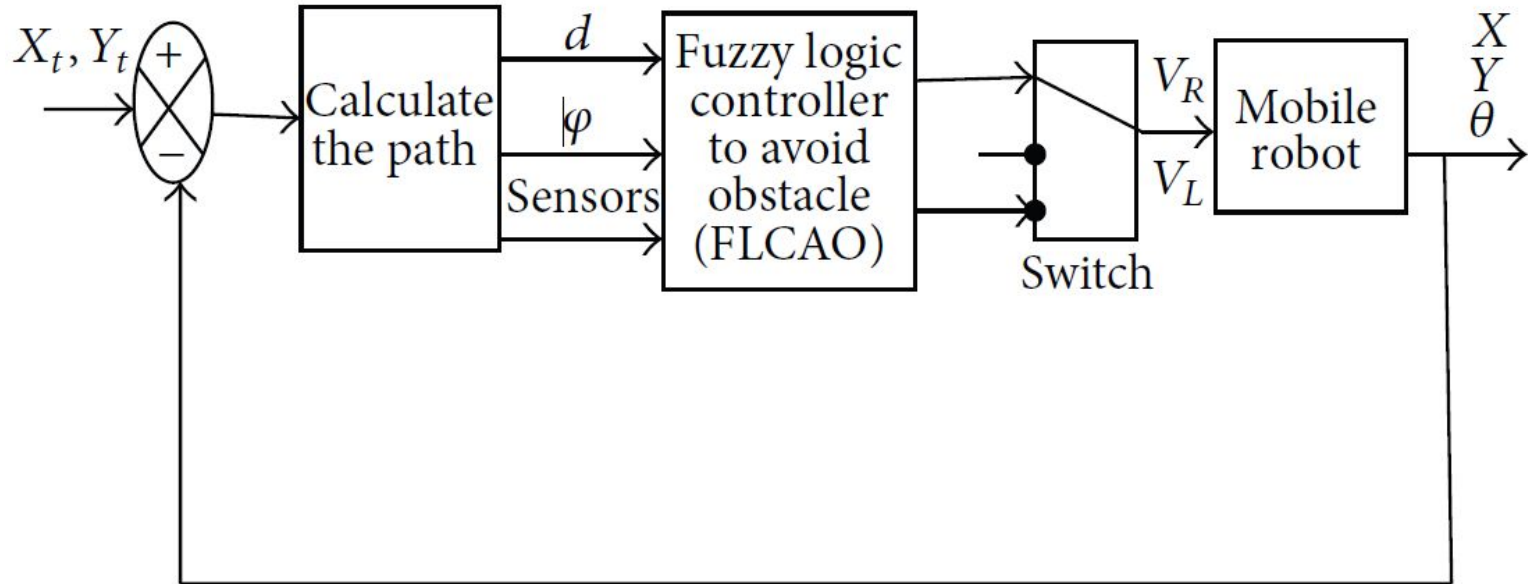 X_t, Y_t
+
−
Calculate
the path
d
|φ
Sensors
Fuzzy logic
controller
to avoid
obstacle
(FLCAO)
Switch
V_R
V_L
Mobile
robot
X
Y
θ